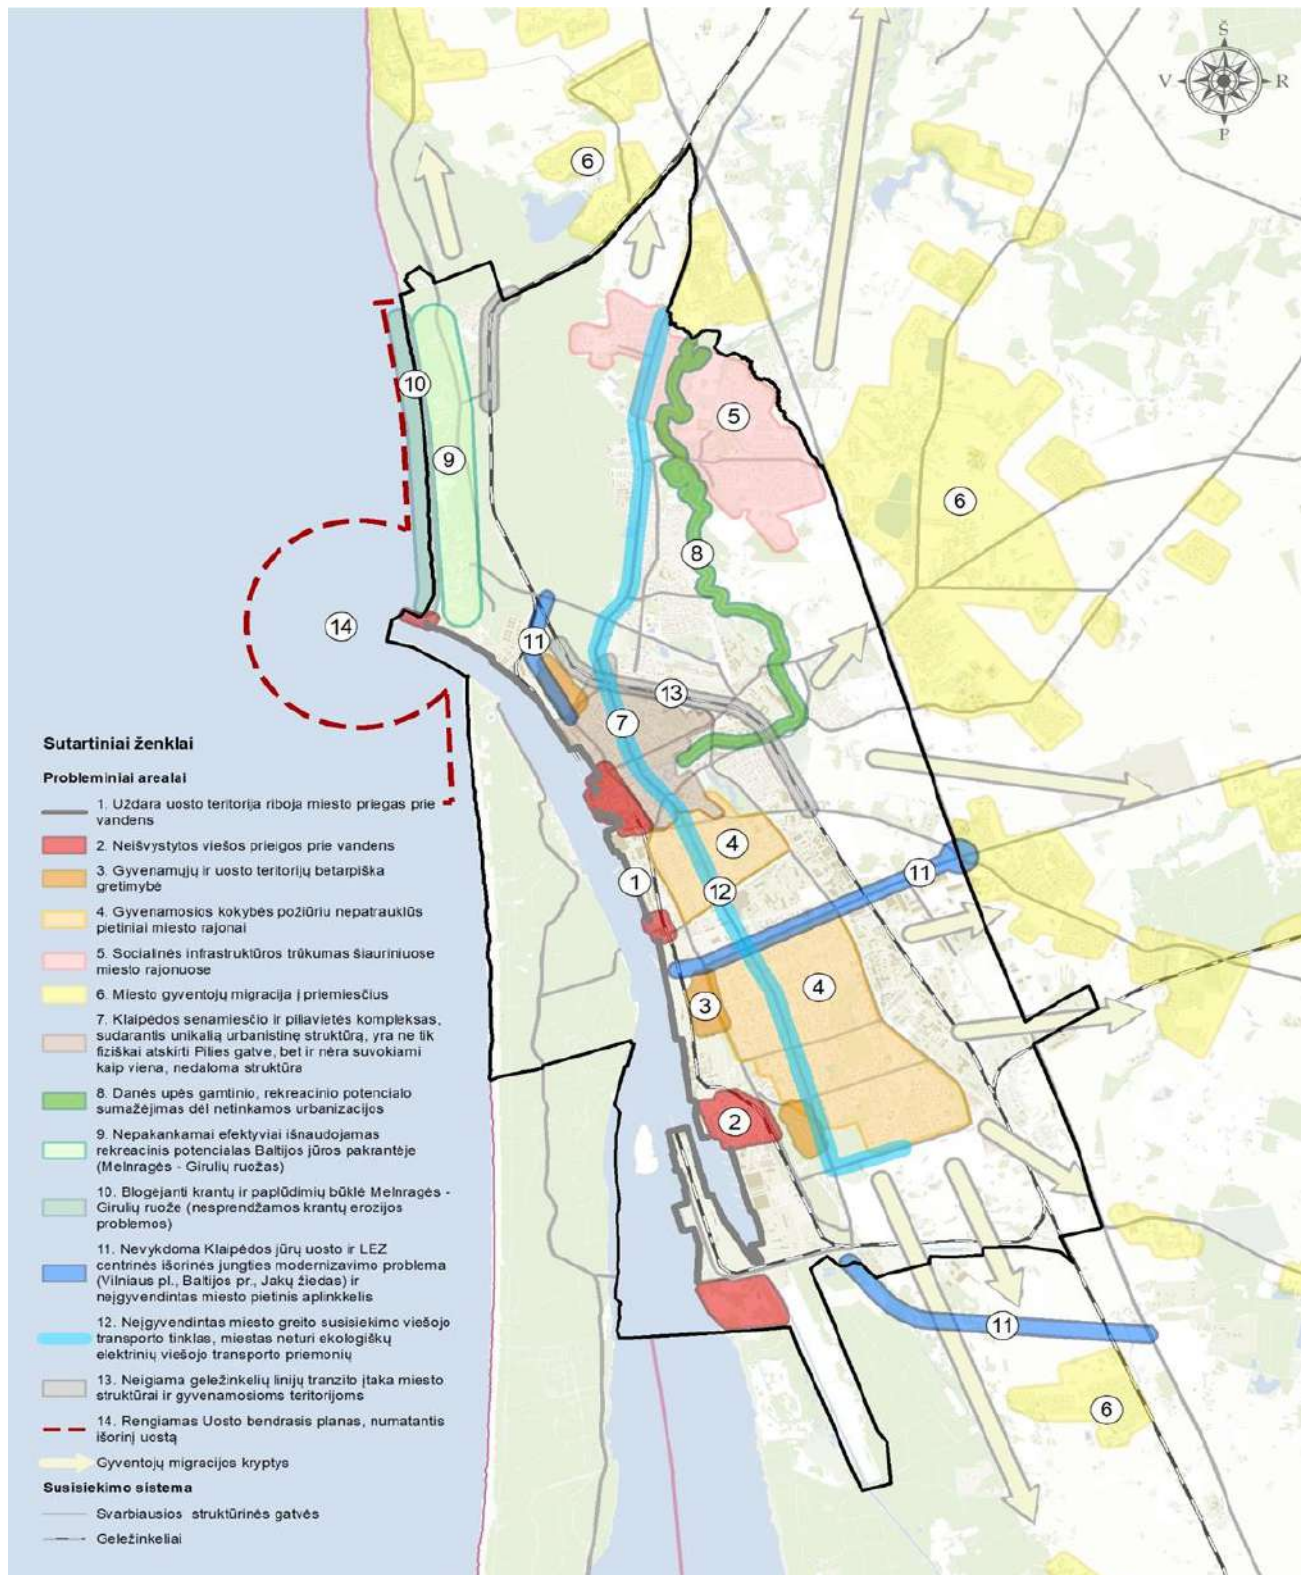 Š
V
R
P
6
10
5
9
6
8
14
11
13
7
4
1
12
11
3
4
2
11
6
Sutartiniai ženklai
Probleminiai arealai
1. Uždara uosto teritorija riboja miesto priegas prie
vandens
2. Neišvystytos viešos prieigos prie vandens
3. Gyvenamųjų ir uosto teritorijų betarpiška
gretimybė
4. Gyvenamosios kokybės požiūriu nepatrauklūs
pietiniai miesto rajonai
5. Socialinės infrastruktūros trūkumas šiauriniuose
miesto rajonuose
6. Miesto gyventojų migracija į priemiesčius
7. Klaipėdos senamiesčio ir piliavietės kompleksas,
sudarantis unikalią urbanistinę struktūrą, yra ne tik
fiziškai atskirti Pilies gatve, bet ir nėra suvokiami
kaip viena, nedaloma struktūra
8. Danės upės gamtinio, rekreacinio potencialo
sumažėjimas dėl netinkamos urbanizacijos
9. Nepakankamai efektyviai išnaudojamas
rekreacinis potencialas Baltijos jūros pakrantėje
(Melnragės - Girulių ruožas)
10. Blogėjanti krantų ir paplūdimių būklė Melnragės -
Girulių ruože (nesprendžamos krantų erozijos
problemos)
11. Nevykdoma Klaipėdos jūrų uosto ir LEZ
centrinės išorinės jungties modernizavimo problema
(Vilniaus pl., Baltijos pr., Jakų žiedas) ir
neįgyvendintas miesto pietinis aplinkkelis
12. Neįgyvendintas miesto greito susisiekimo viešojo
transporto tinklas, miestas neturi ekologiškų
elektrinių viešojo transporto priemonių
13. Neigiama geležinkelių linijų tranzito įtaka miesto
struktūrai ir gyvenamosioms teritorijoms
14. Rengiamas Uosto bendrasis planas, numatantis
išorinį uostą
Gyventojų migracijos kryptys
Susisiekimo sistema
Svarbiausios struktūrinės gatvės
Geležinkeliai